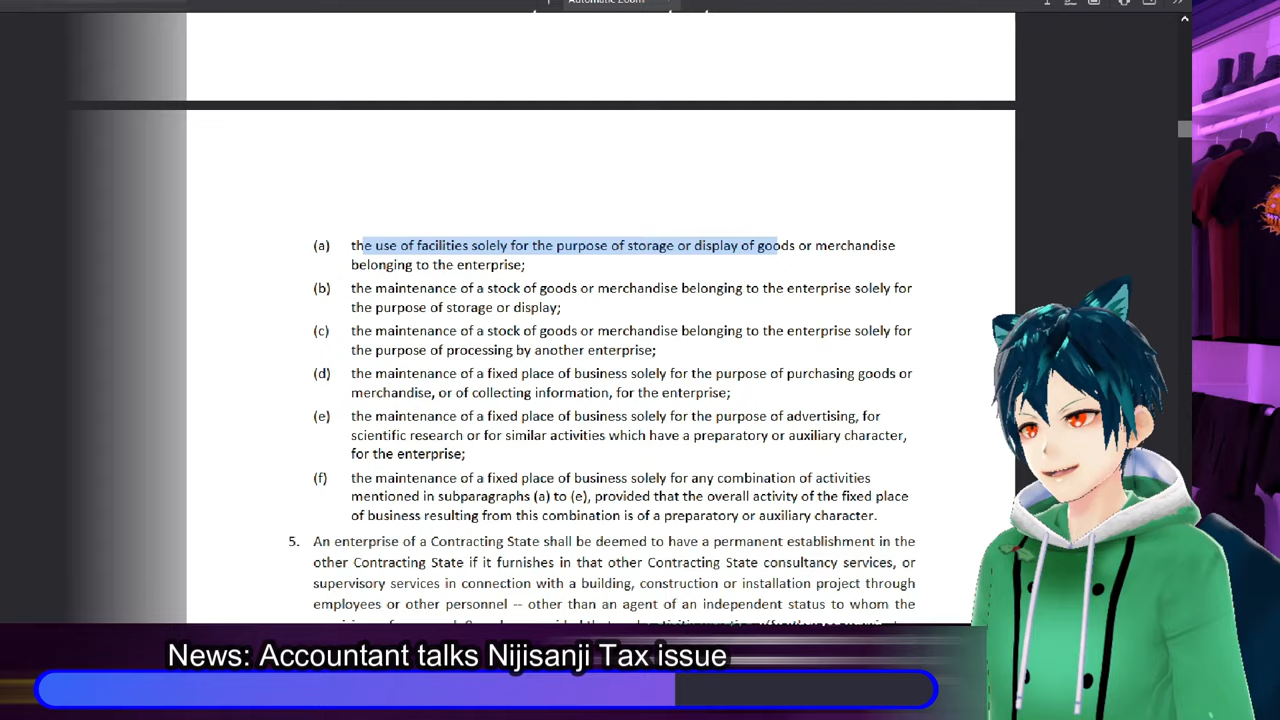 Automatic Zoom
(a) the use of facilities solely for the purpose of storage or display of goods or merchandise
belonging to the enterprise;
(b) the maintenance of a stock of goods or merchandise belonging to the enterprise solely for
the purpose of storage or display;
(c) the maintenance of a stock of goods or merchandise belonging to the enterprise solely for
the purpose of processing by another enterprise;
(d) the maintenance of a fixed place of business solely for the purpose of purchasing goods or
merchandise, or of collecting information, for the enterprise;
(e) the maintenance of a fixed place of business solely for the purpose of advertising, for
scientific research or for similar activities which have a preparatory or auxiliary character,
for the enterprise;
(f) the maintenance of a fixed place of business solely for any combination of activities
mentioned in subparagraphs (a) to (e), provided that the overall activity of the fixed place
of business resulting from this combination is of a preparatory or auxiliary character.
5. An enterprise of a Contracting State shall be deemed to have a permanent establishment in the
other Contracting State if it furnishes in that other Contracting State consultancy services, or
supervisory services in connection with a building, construction or installation project through
employees or other personnel -- other than an agent of an independent status to whom the
News: Accountant talks Nijisanji Tax issue